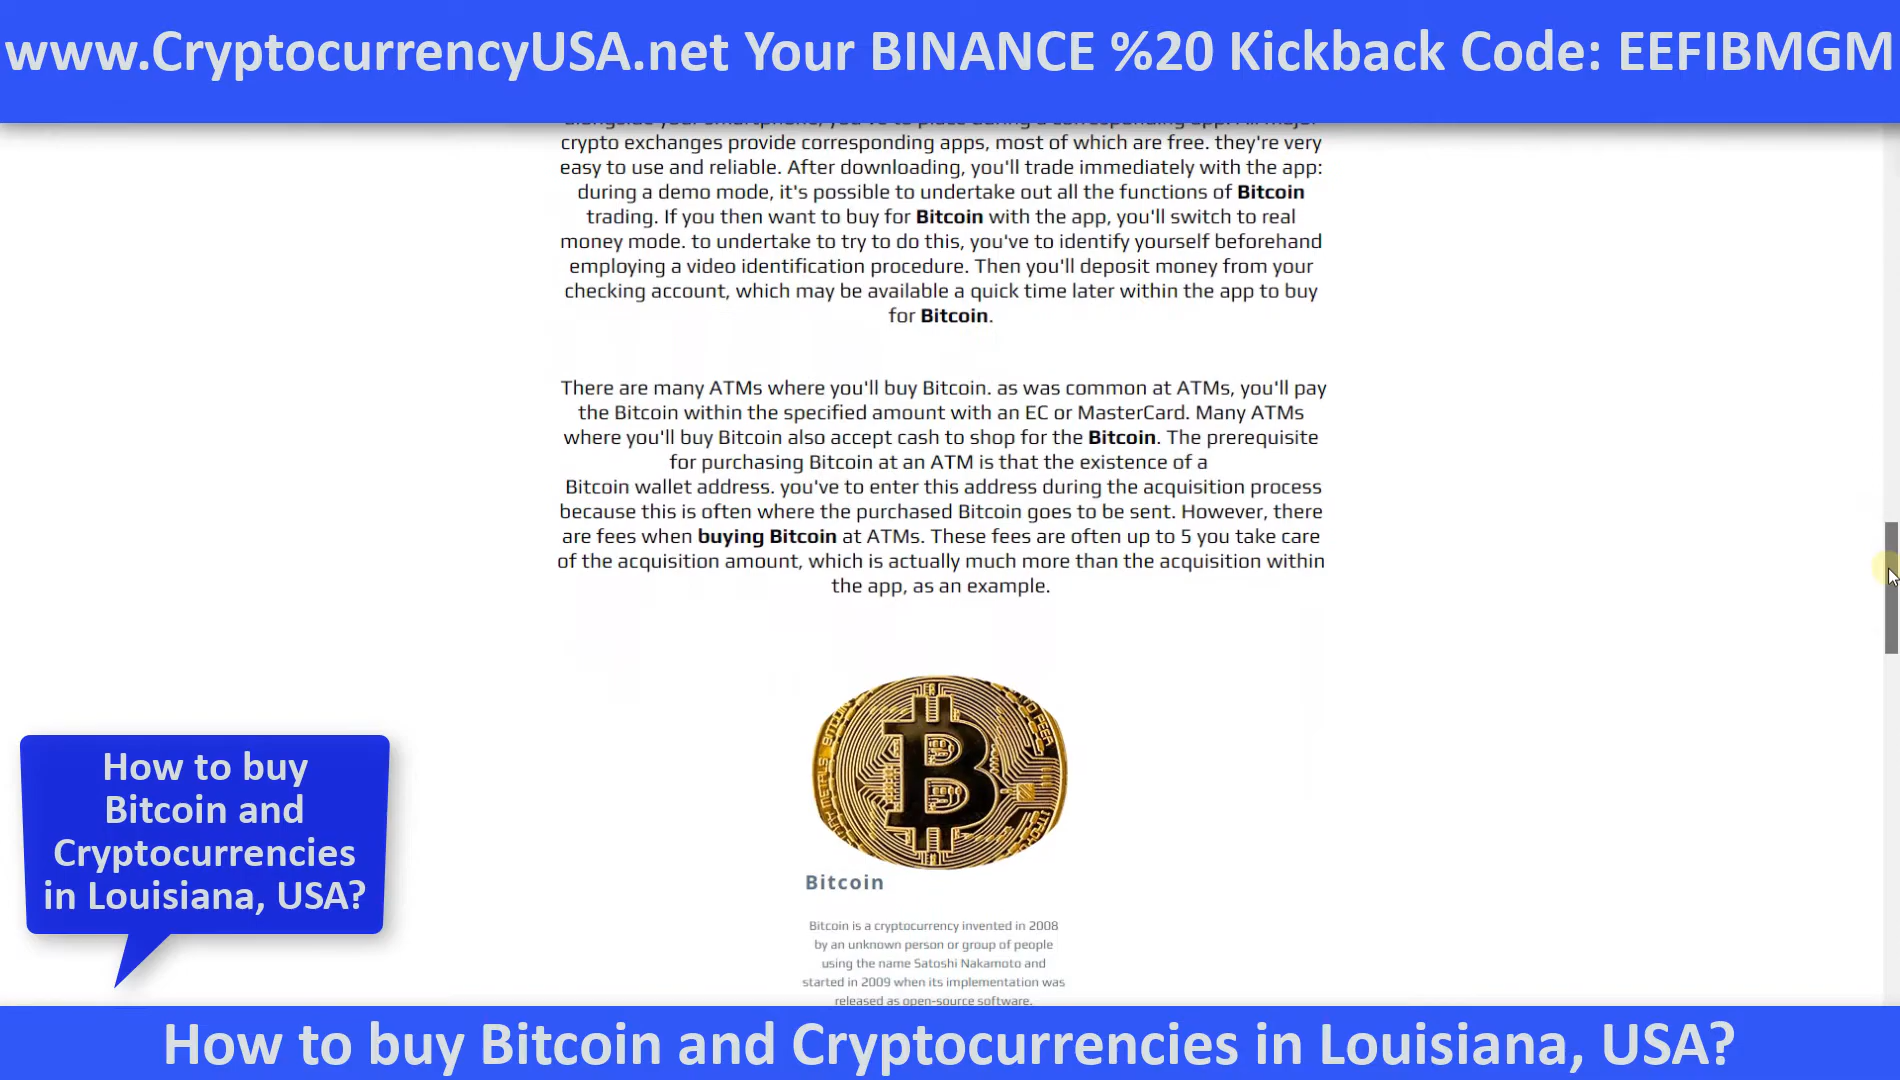 www.CryptocurrencyUSA.net Your BINANCE %20 Kickback Code: EEFIBMGM
crypto exchanges provide corresponding apps, most of which are free. they're very
easy to use and reliable. After downloading, you'll trade immediately with the app:
during a demo mode, it's possible to undertake out all the functions of Bitcoin
trading. If you then want to buy for Bitcoin with the app, you'll switch to real
money mode. to undertake to try to do this, you've to identify yourself beforehand
employing a video identification procedure. Then you'll deposit money from your
checking account, which may be available a quick time later within the app to buy
for Bitcoin.
There are many ATMs where you'll buy Bitcoin. as was common at ATMs, you'll pay
the Bitcoin within the specified amount with an EC or MasterCard. Many ATMs
where you'll buy Bitcoin also accept cash to shop for the Bitcoin. The prerequisite
for purchasing Bitcoin at an ATM is that the existence of a
Bitcoin wallet address. you've to enter this address during the acquisition process
because this is often where the purchased Bitcoin goes to be sent. However, there
are fees when buying Bitcoin at ATMs. These fees are often up to 5 you take care
of the acquisition amount, which is actually much more than the acquisition within
the app, as an example.
Bitcoin
Bitcoin is a cryptocurrency invented in 2008
by an unknown person or group of people
using the name Satoshi Nakamoto and
started in 2009 when its implementation was
released as open-source software.
How to buy
Bitcoin and
Cryptocurrencies
in Louisiana, USA?
How to buy Bitcoin and Cryptocurrencies in Louisiana, USA?